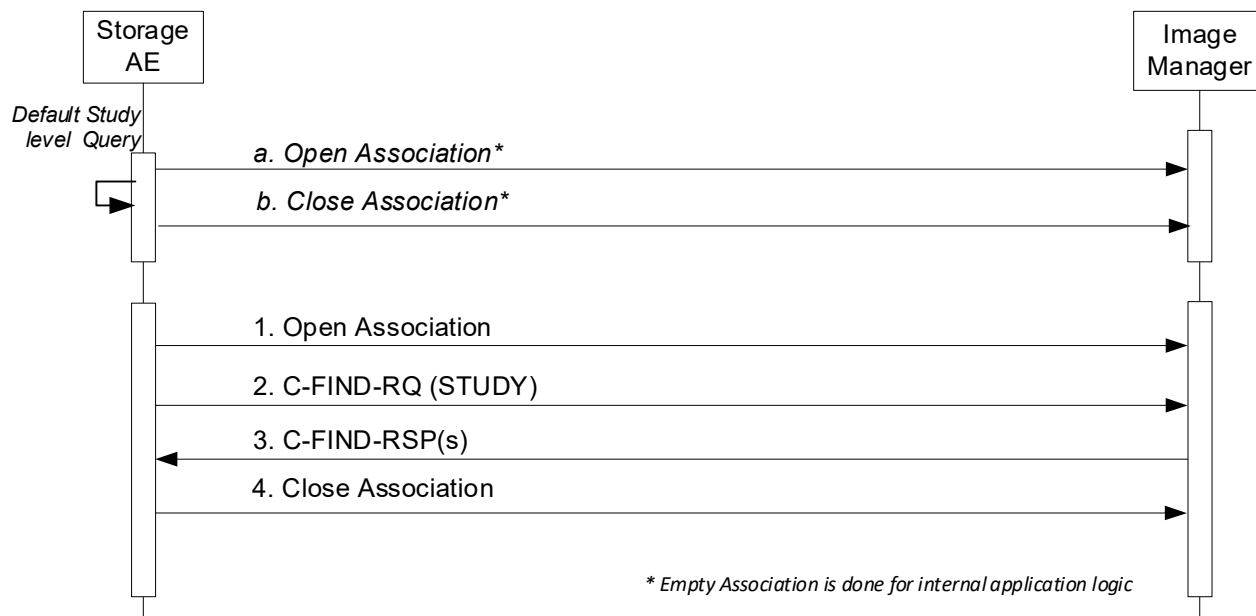 Storage
AE
Image
Manager
Default Study
level Query
a. Open Association*
b. Close Association*
1. Open Association
2. C-FIND-RQ (STUDY)
3. C-FIND-RSP(s)
4. Close Association
* Empty Association is done for internal application logic